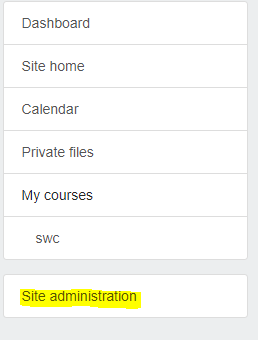 Dashboard
Site home
Calendar
Private files
My courses
swc
Site administration